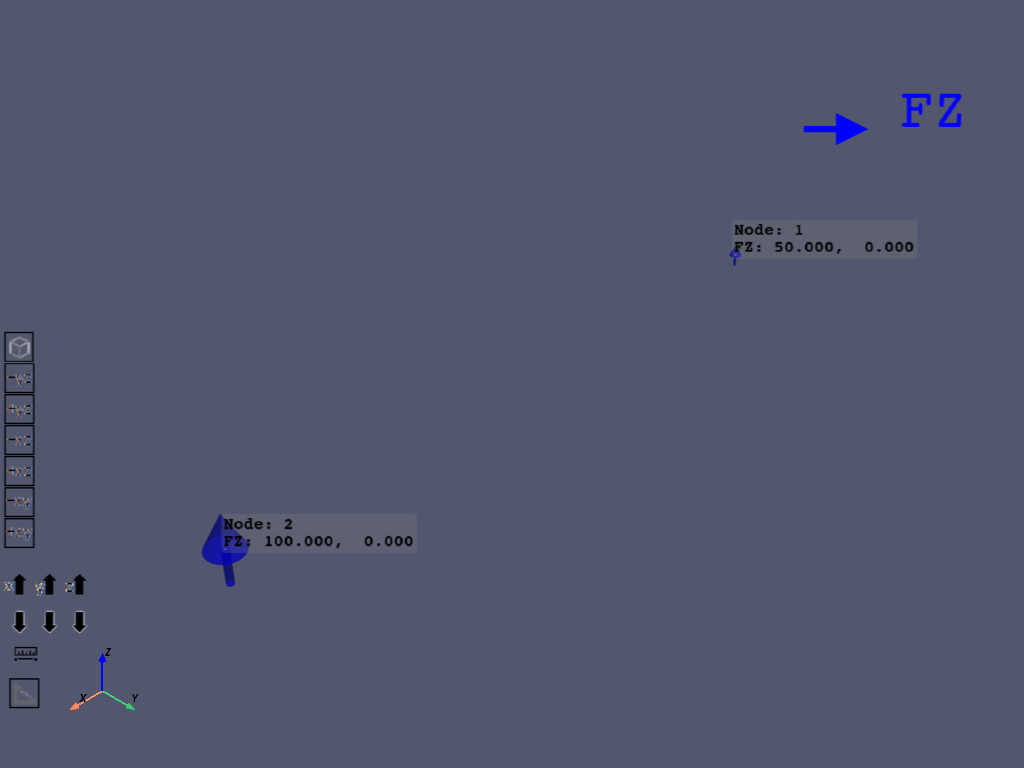 FZ
Node: 1
FZ: 50.000,  0.000
-yz
+yz
-xz
+xz
-xy
+xy
Node: 2
FZ: 100.000,  0.000
x y z
Z
X Y